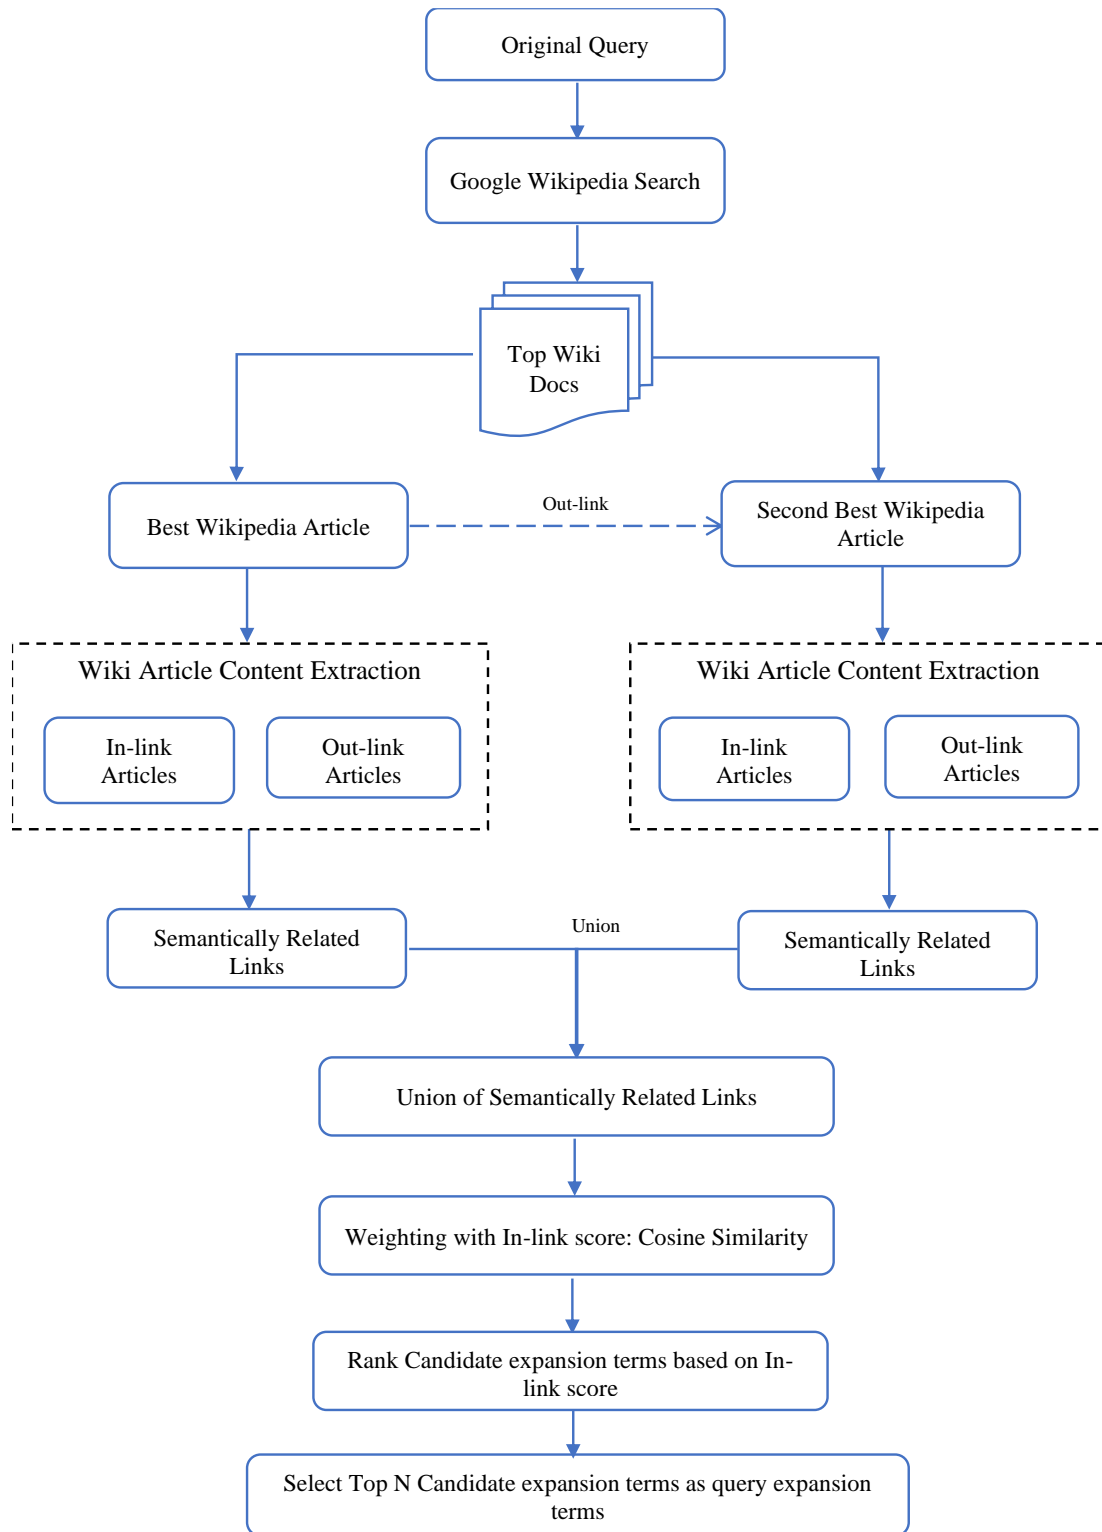 Original Query
Google Wikipedia Search
Top Wiki
Docs
Best Wikipedia Article
Out-link
Second Best Wikipedia
Article
Wiki Article Content Extraction
In-link
Articles
Out-link
Articles
Wiki Article Content Extraction
In-link
Articles
Out-link
Articles
Semantically Related
Links
Union
Semantically Related
Links
Union of Semantically Related Links
Weighting with In-link score: Cosine Similarity
Rank Candidate expansion terms based on In-
link score
Select Top N Candidate expansion terms as query expansion
terms